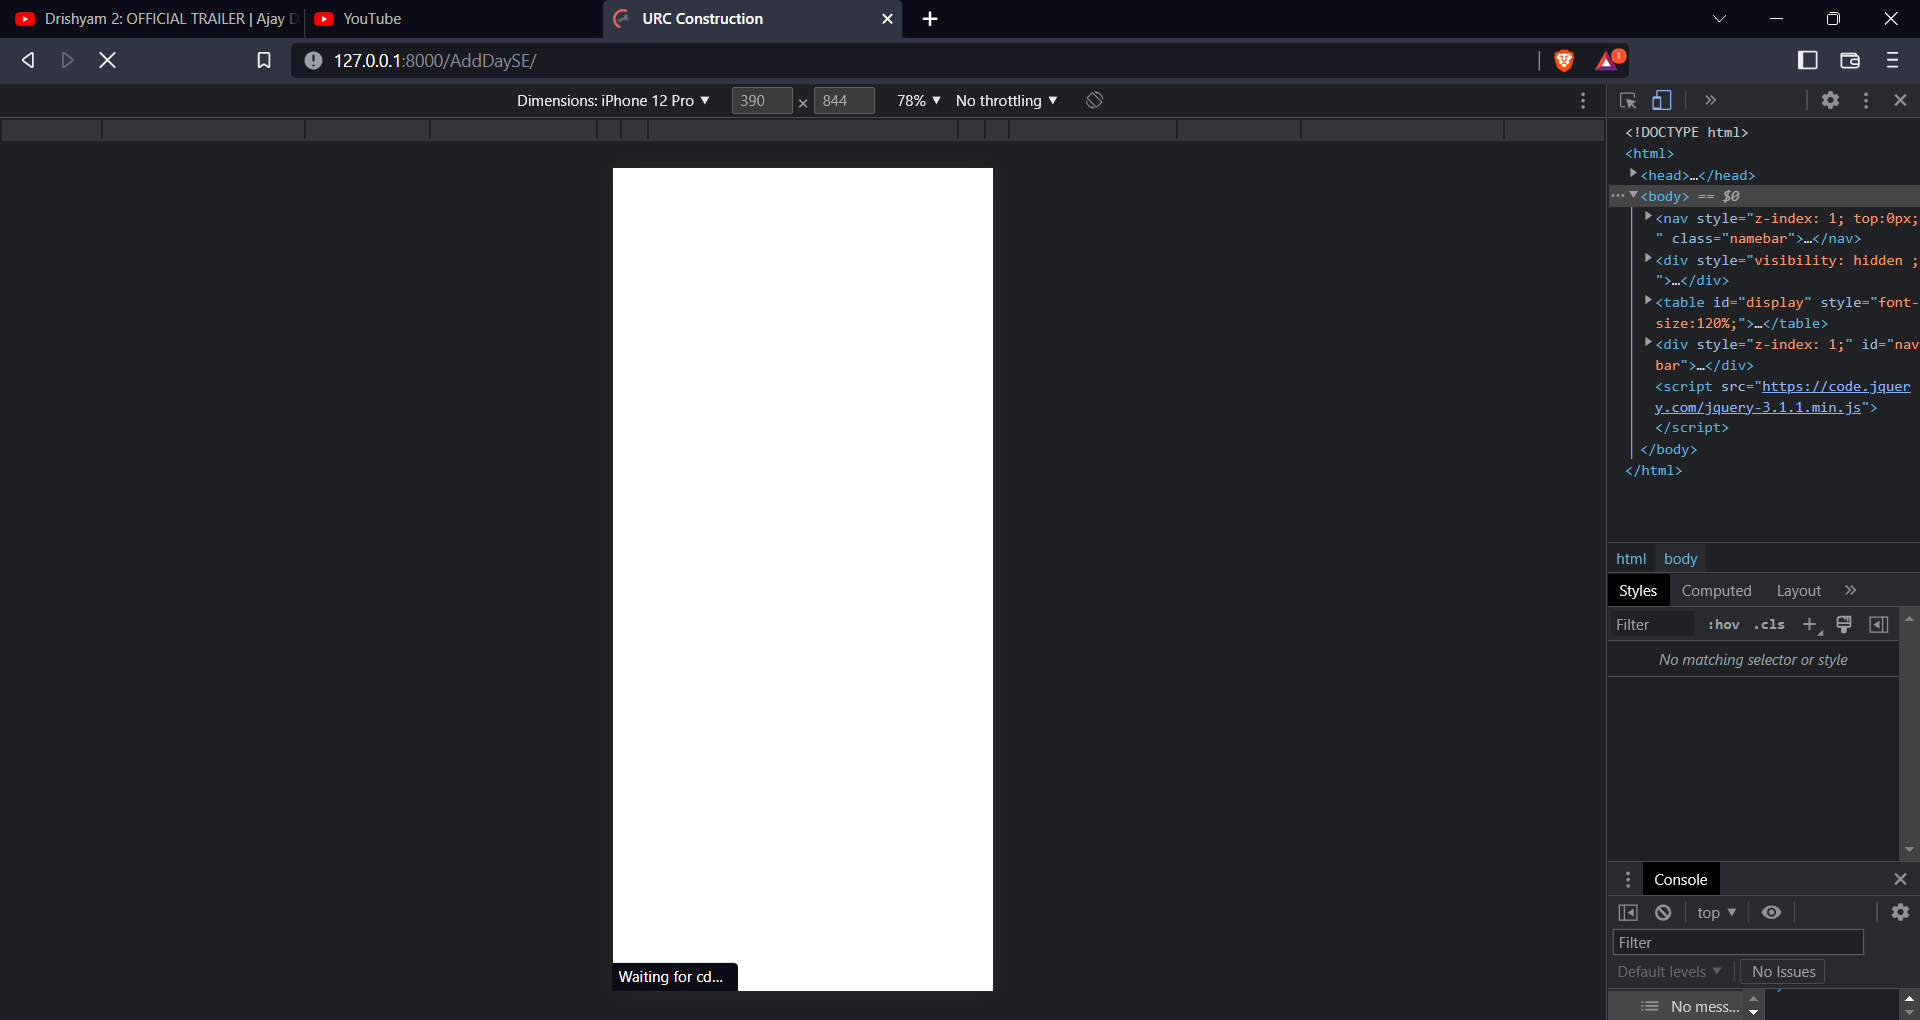 Drishyam 2: OFFICIAL TRAILER | Ajay D
YouTube
URC Construction
127.0.0.1:8000/AddDaySE/
1
Dimensions: iPhone 12 Pro ▼ 390 × 844 78% ▼ No throttling ▼
<!DOCTYPE html>
<html>
<head>…</head>
<body> == $0
<nav style="z-index: 1; top:0px;
" class="namebar">…</nav>
<div style="visibility: hidden ;
">…</div>
<table id="display" style="font-
size:120%;">…</table>
<div style="z-index: 1;" id="nav
bar">…</div>
<script src="https://code.jquer
y.com/jquery-3.1.1.min.js">
</script>
</body>
</html>
html body
Styles Computed Layout »
Filter :hov .cls
No matching selector or style
Console
top ▼
Filter
Default levels ▼ No Issues
No mess...
Waiting for cd...